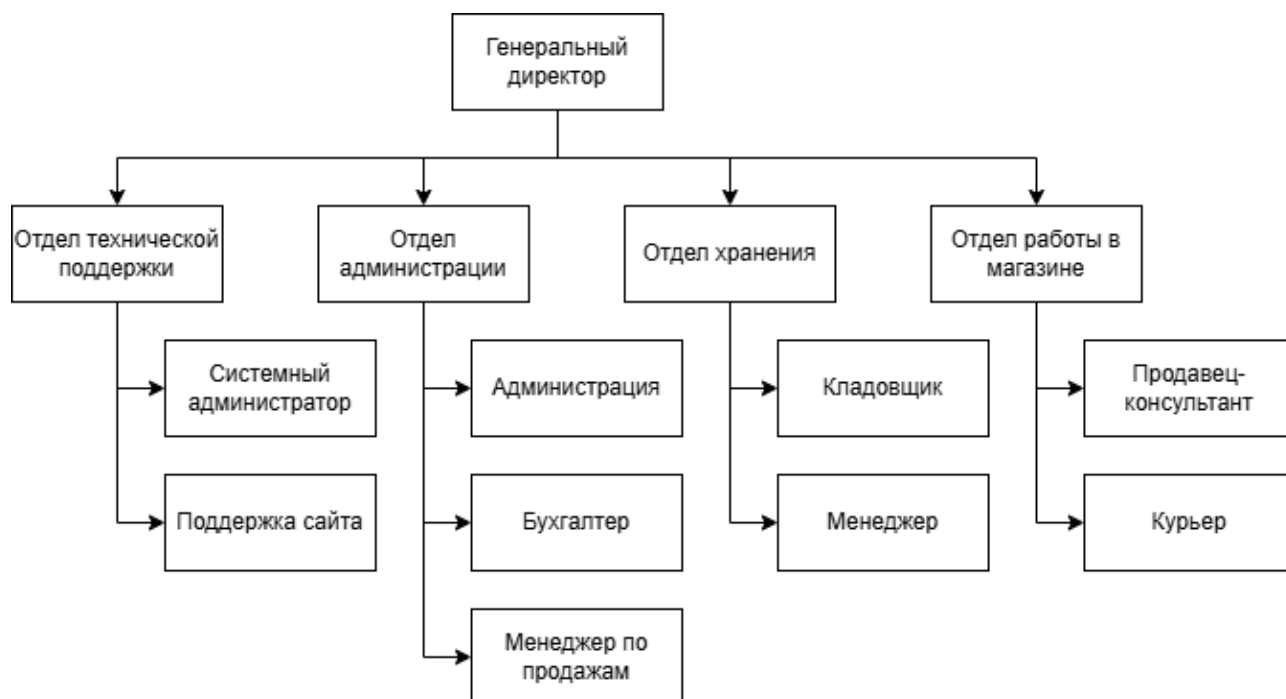 Генеральный
директор
Отдел технической
поддержки
Отдел
администрации
Отдел хранения
Отдел работы в
магазине
Системный
администратор
Администрация
Кладовщик
Продавец-
консультант
Поддержка сайта
Бухгалтер
Менеджер
Курьер
Менеджер по
продажам